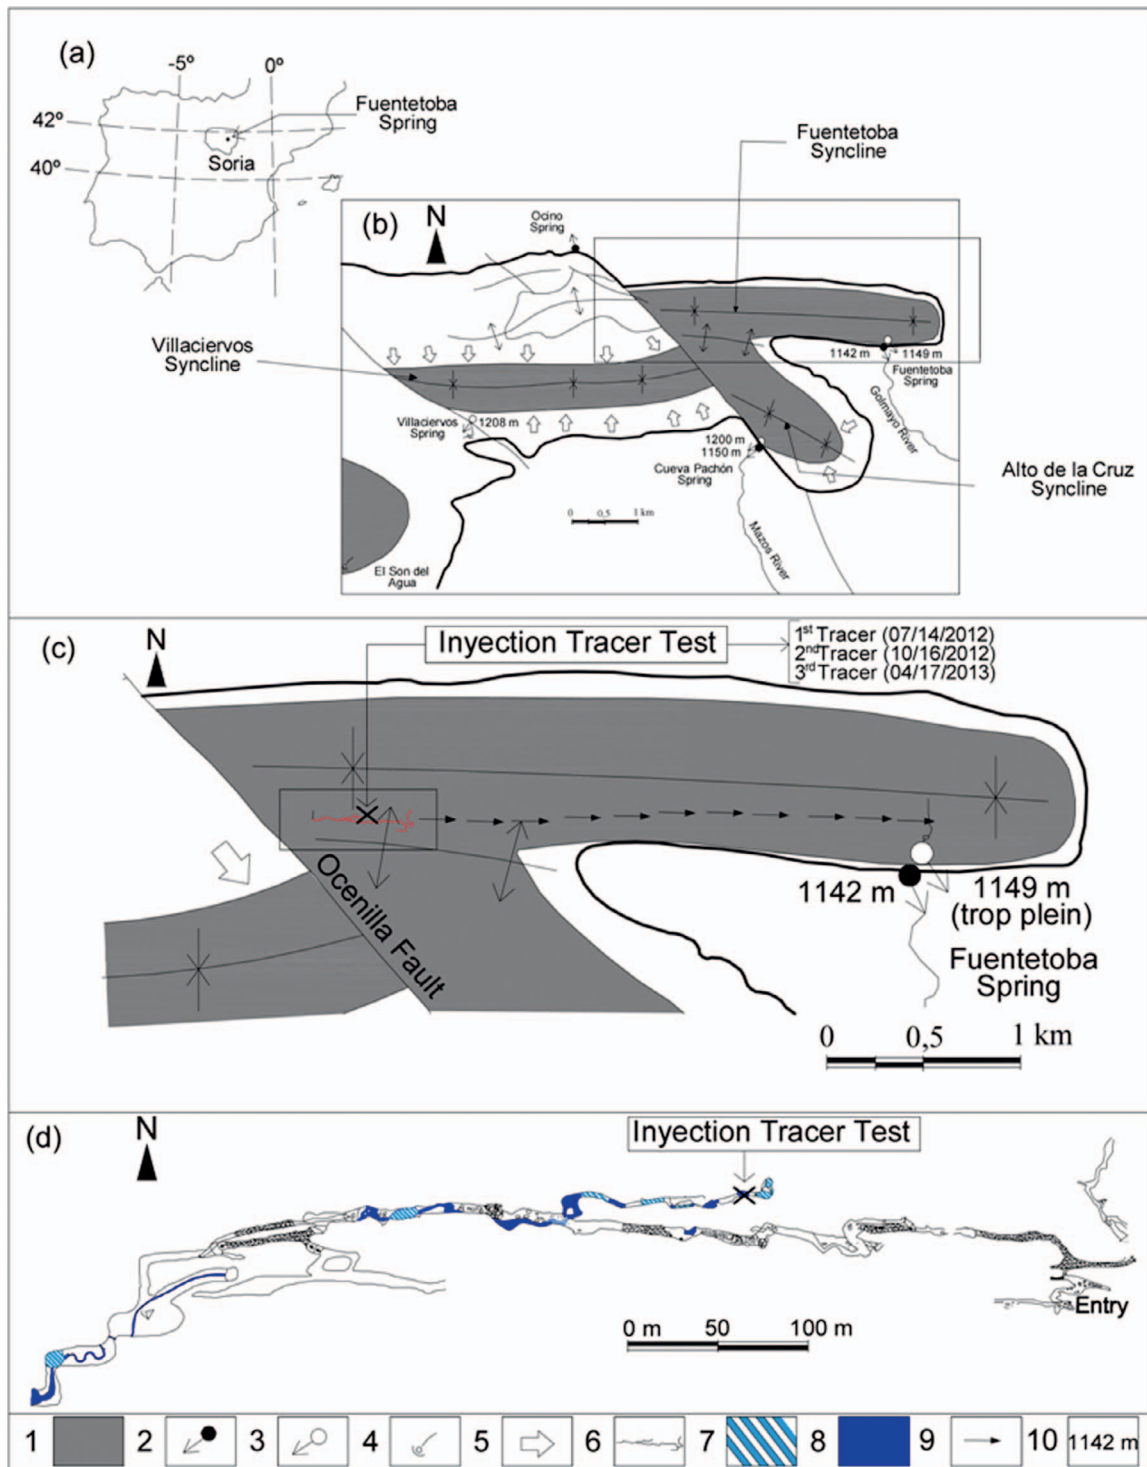 (a)
-5º
0º
42º
40º
Fuentetoba
Spring
Soria
Fuentetoba
Syncline
(b)
N
Ocino
Spring
Villaciervos
Syncline
1142 m
1149 m
Fuentetoba
Spring
Golmayo River
Villaciervos
Spring
1208 m
1200 m
1150 m
Cueva Pachón
Spring
Alto de la Cruz
Syncline
0 0,5 1 km
Mazos River
El Son del
Agua
(c)
N
Inyection Tracer Test
1st Tracer (07/14/2012)
2nd Tracer (10/16/2012)
3rd Tracer (04/17/2013)
Ocenilla Fault
1142 m
1149 m
(trop plein)
Fuentetoba
Spring
0 0,5 1 km
(d)
N
Inyection Tracer Test
Entry
0 m 50 100 m
1 2 3 4 5 6 7 8 9 10 1142 m